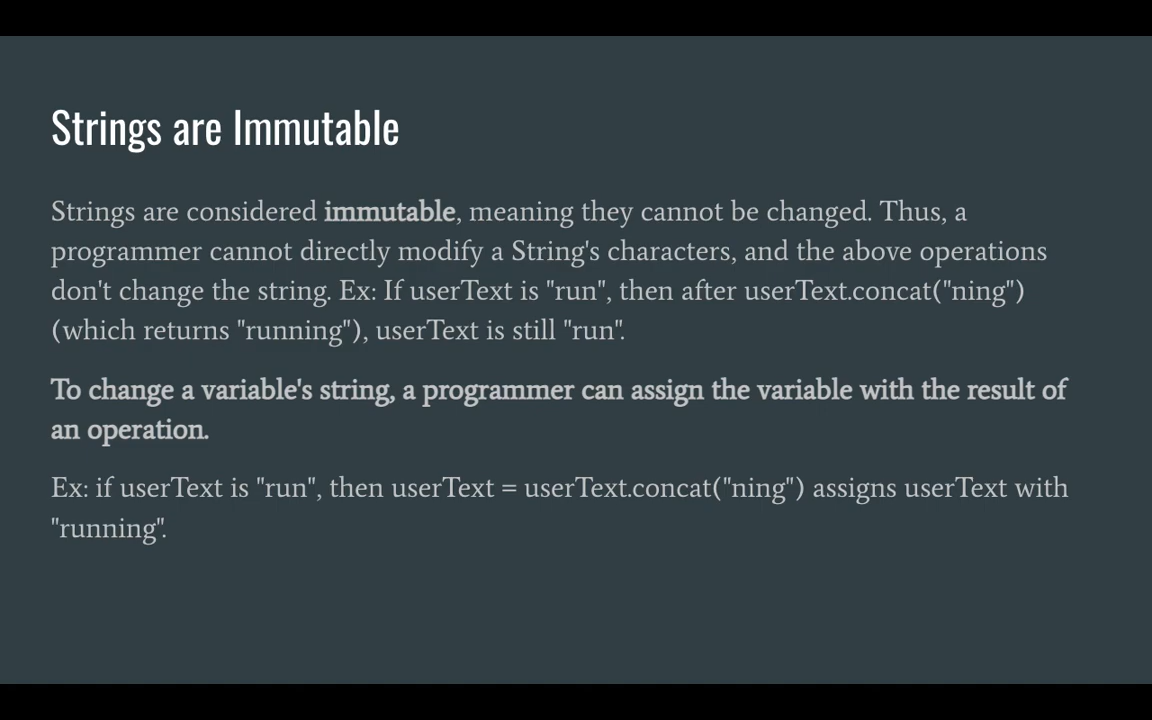 Strings are Immutable
Strings are considered immutable, meaning they cannot be changed. Thus, a
programmer cannot directly modify a String's characters, and the above operations
don't change the string. Ex: If userText is "run", then after userText.concat("ning")
(which returns "running"), userText is still "run".
To change a variable's string, a programmer can assign the variable with the result of
an operation.
Ex: if userText is "run", then userText = userText.concat("ning") assigns userText with
"running".